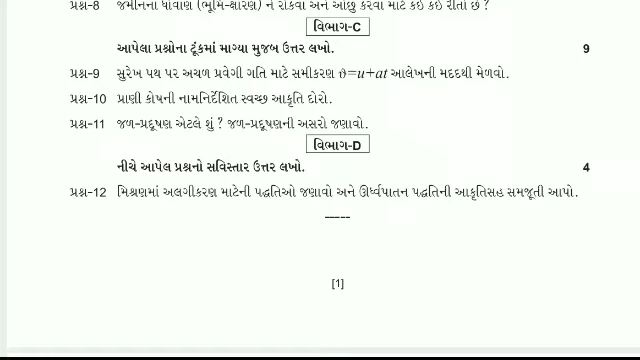 પ્રશ્ન-8 જમીનના ધોવાણ (ભૂમિ-ક્ષારણ) ને રોકવા અને ઓછુ કરવા માટે કઇ કઇ રીતો છે ?
વિભાગ-C
આપેલા પ્રશ્નોના ટૂંકમાં માગ્યા મુજબ ઉત્તર લખો. 9
પ્રશ્ન-9 સુરેખ પથ પર અચળ પ્રવેગી ગતિ માટે સમીકરણ ϑ=u+at આલેખની મદદથી મેળવો.
પ્રશ્ન-10 પ્રાણી કોષની નામનિર્દેશિત સ્વચ્છ આકૃતિ દોરો.
પ્રશ્ન-11 જળ-પ્રદૂષણ એટલે શું ? જળ-પ્રદૂષણની અસરો જણાવો.
વિભાગ-D
નીચે આપેલ પ્રશ્નનો સવિસ્તાર ઉત્તર લખો. 4
પ્રશ્ન-12 મિશ્રણમાં અલગીકરણ માટેની પદ્ધતિઓ જણાવો અને ઊર્ધ્વપાતન પદ્ધતિની આકૃતિસહ સમજૂતી આપો.
-----
[1]